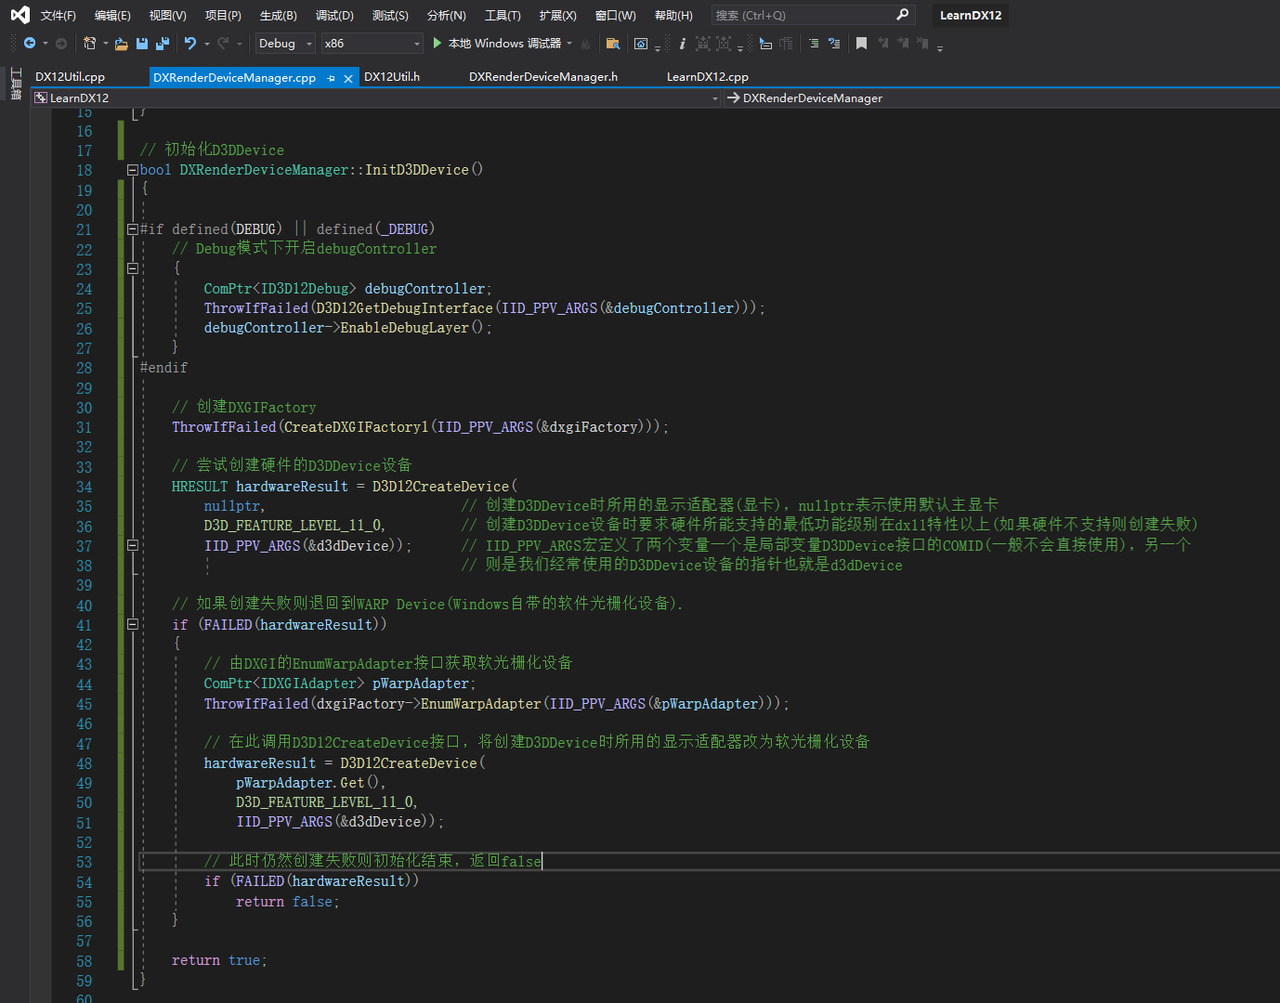 文件(F) 编辑(E) 视图(V) 项目(P) 生成(B) 调试(D) 测试(S) 分析(N) 工具(T) 扩展(X) 窗口(W) 帮助(H) 搜索 (Ctrl+Q) LearnDX12
Debug x86 本地 Windows 调试器
工具箱
DX12Util.cpp DXRenderDeviceManager.cpp DX12Util.h DXRenderDeviceManager.h LearnDX12.cpp
LearnDX12 DXRenderDeviceManager
15 }
16
17 // 初始化D3DDevice
18 bool DXRenderDeviceManager::InitD3DDevice()
19 {
20
21 #if defined(DEBUG) || defined(_DEBUG)
22 // Debug模式下开启debugController
23 {
24 ComPtr<ID3D12Debug> debugController;
25 ThrowIfFailed(D3D12GetDebugInterface(IID_PPV_ARGS(&debugController)));
26 debugController->EnableDebugLayer();
27 }
28 #endif
29
30 // 创建DXGIFactory
31 ThrowIfFailed(CreateDXGIFactory1(IID_PPV_ARGS(&dxgiFactory)));
32
33 // 尝试创建硬件的D3DDevice设备
34 HRESULT hardwareResult = D3D12CreateDevice(
35 nullptr, // 创建D3DDevice时所用的显示适配器(显卡), nullptr表示使用默认主显卡
36 D3D_FEATURE_LEVEL_11_0, // 创建D3DDevice设备时要求硬件所能支持的最低功能级别在dx11特性以上(如果硬件不支持则创建失败)
37 IID_PPV_ARGS(&d3dDevice)); // IID_PPV_ARGS宏定义了两个变量一个是局部变量D3DDevice接口的COMID(一般不会直接使用), 另一个
38 // 则是我们经常使用的D3DDevice设备的指针也就是d3dDevice
39
40 // 如果创建失败则退回到WARP Device(Windows自带的软件光栅化设备).
41 if (FAILED(hardwareResult))
42 {
43 // 由DXGI的EnumWarpAdapter接口获取软光栅化设备
44 ComPtr<IDXGIAdapter> pWarpAdapter;
45 ThrowIfFailed(dxgiFactory->EnumWarpAdapter(IID_PPV_ARGS(&pWarpAdapter)));
46
47 // 在此调用D3D12CreateDevice接口，将创建D3DDevice时所用的显示适配器改为软光栅化设备
48 hardwareResult = D3D12CreateDevice(
49 pWarpAdapter.Get(),
50 D3D_FEATURE_LEVEL_11_0,
51 IID_PPV_ARGS(&d3dDevice));
52
53 // 此时仍然创建失败则初始化结束，返回false
54 if (FAILED(hardwareResult))
55 return false;
56 }
57
58 return true;
59 }
60